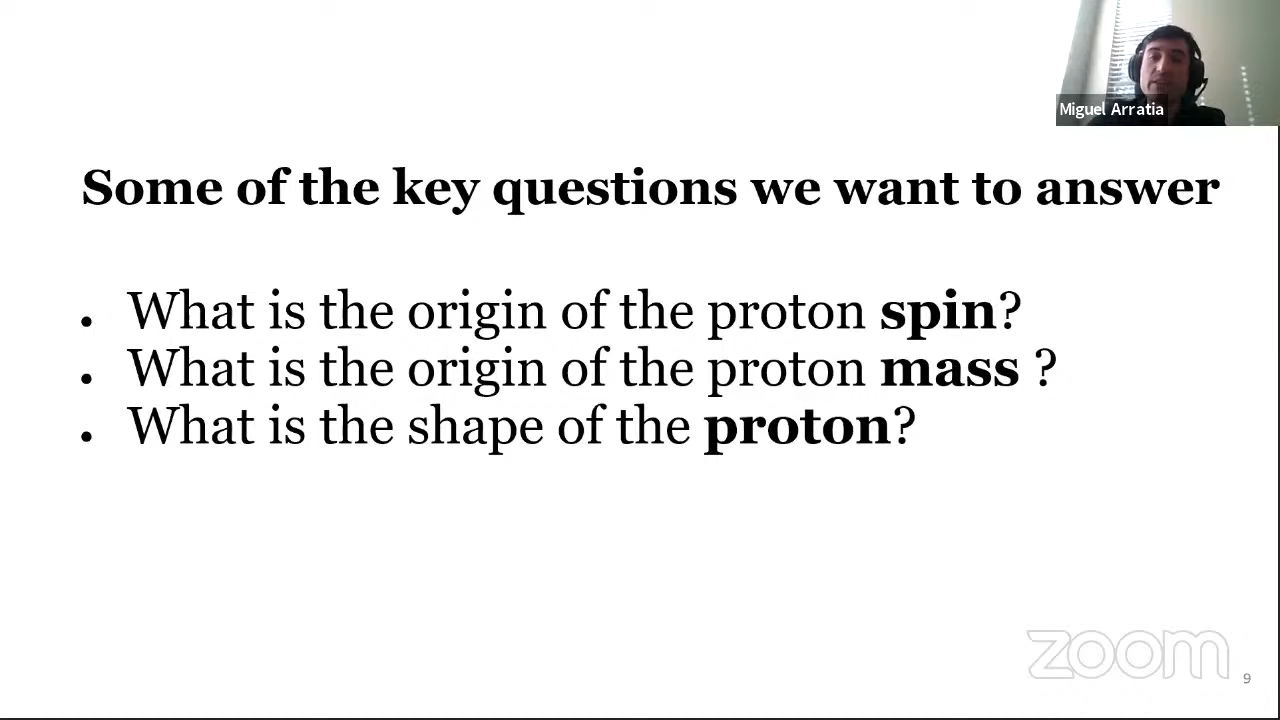 Miguel Arratia
Some of the key questions we want to answer
• What is the origin of the proton spin?
• What is the origin of the proton mass ?
• What is the shape of the proton?
zoom
9